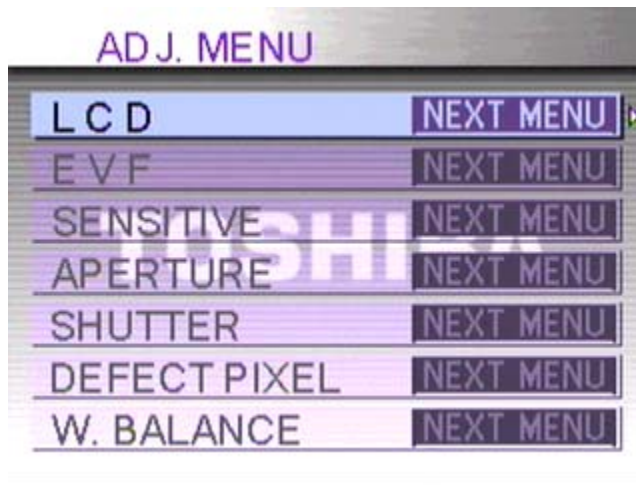 ADJ. MENU
LCD NEXT MENU
EVF NEXT MENU
SENSITIVE NEXT MENU
TOSHIBA
APERTURE NEXT MENU
SHUTTER NEXT MENU
DEFECT PIXEL NEXT MENU
W. BALANCE NEXT MENU